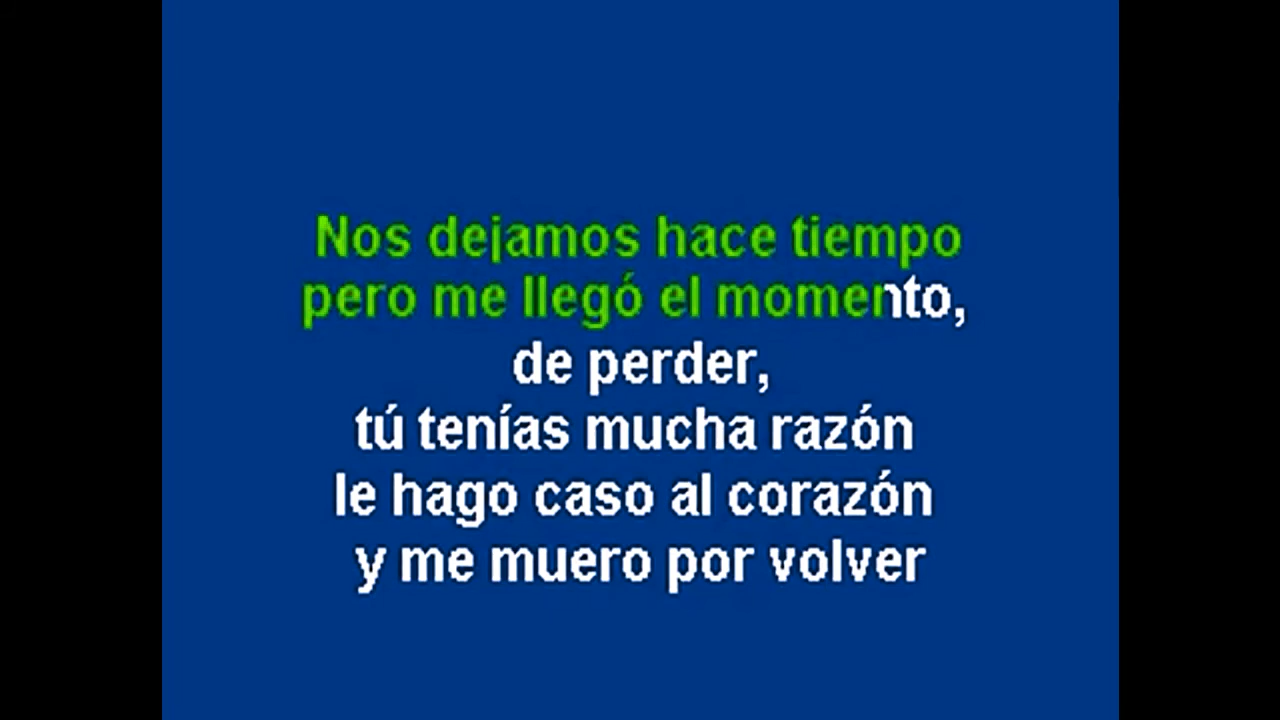 Nos dejamos hace tiempo
pero me llegó el momento,
de perder,
tú tenías mucha razón
le hago caso al corazón
y me muero por volver